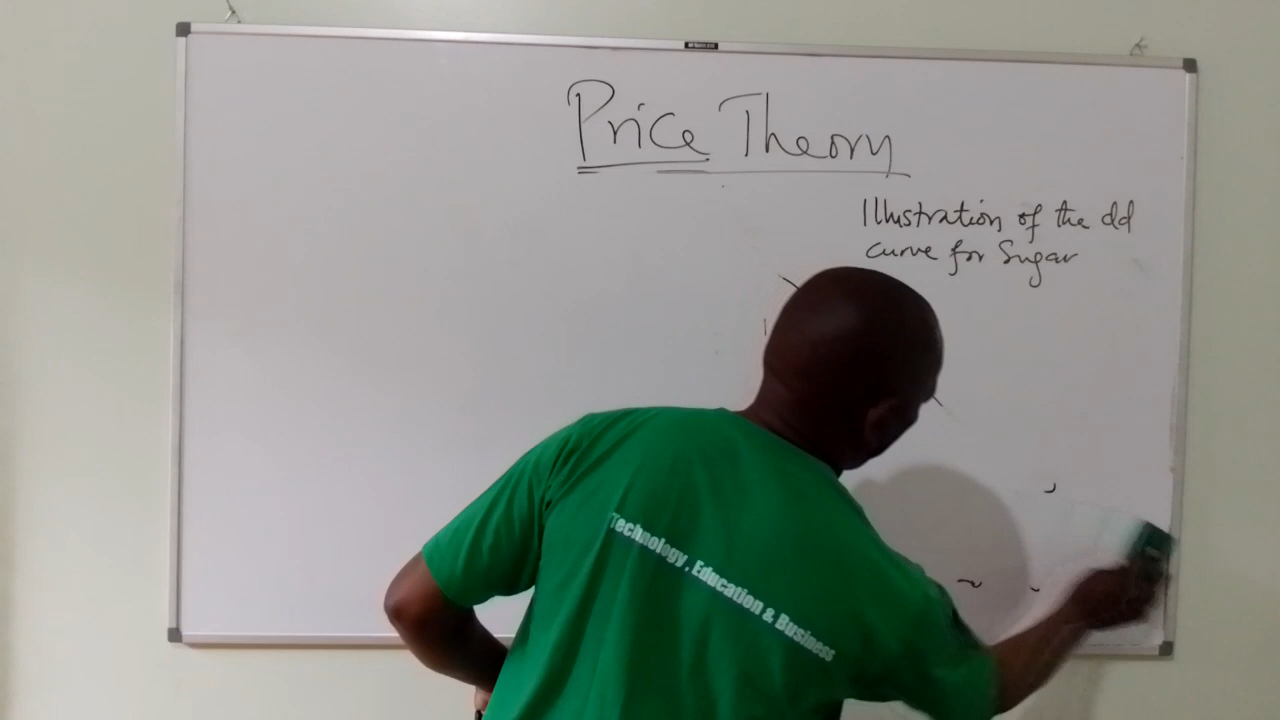 Price Theory
Illustration of the dd
curve for Sugar
Technology, Education & Business